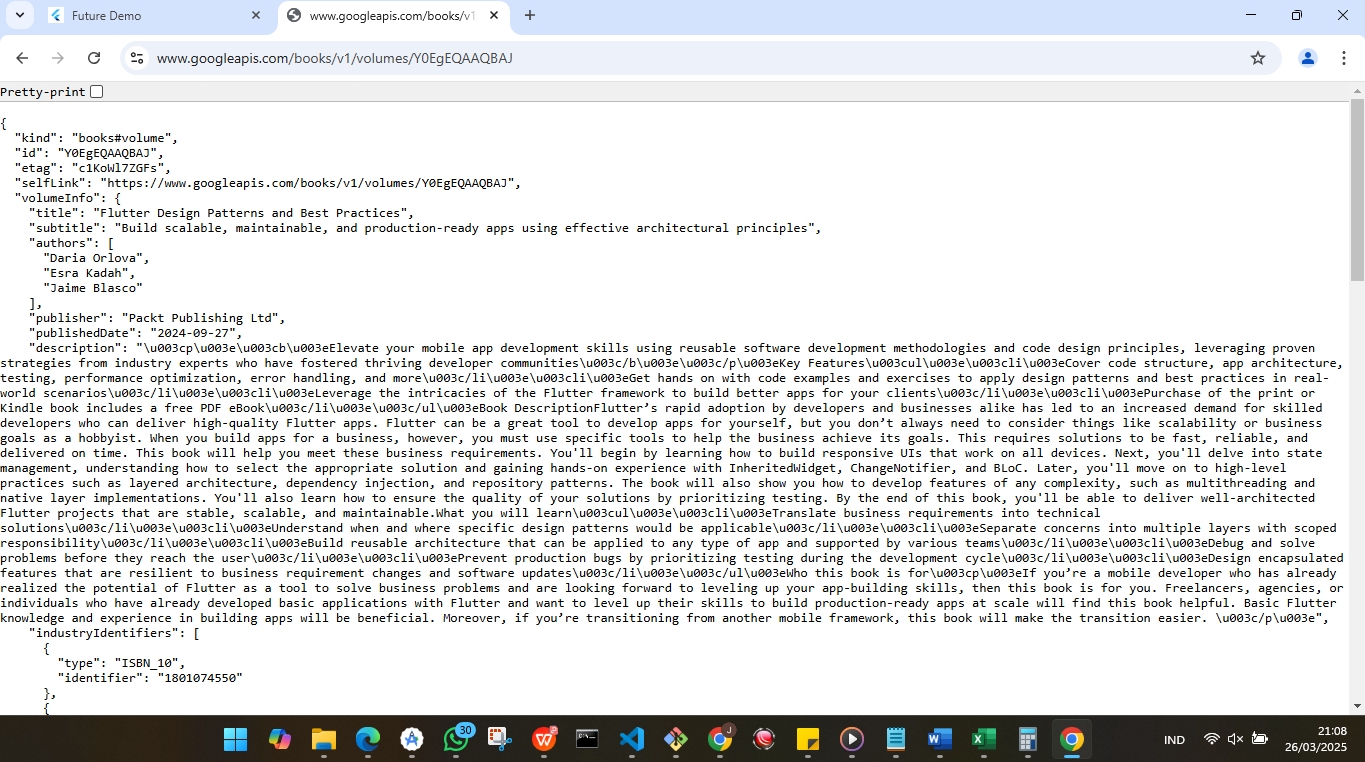 Future Demo
www.googleapis.com/books/v1
www.googleapis.com/books/v1/volumes/Y0EgEQAAQBAJ
Pretty-print
{
"kind": "books#volume",
"id": "Y0EgEQAAQBAJ",
"etag": "c1KoWl7ZGFs",
"selfLink": "https://www.googleapis.com/books/v1/volumes/Y0EgEQAAQBAJ",
"volumeInfo": {
"title": "Flutter Design Patterns and Best Practices",
"subtitle": "Build scalable, maintainable, and production-ready apps using effective architectural principles",
"authors": [
"Daria Orlova",
"Esra Kadah",
"Jaime Blasco"
],
"publisher": "Packt Publishing Ltd",
"publishedDate": "2024-09-27",
"description": "\u003cp\u003e\u003cb\u003eElevate your mobile app development skills using reusable software development methodologies and code design principles, leveraging proven
strategies from industry experts who have fostered thriving developer communities\u003c/b\u003e\u003c/p\u003eKey Features\u003cul\u003e\u003cli\u003eCover code structure, app architecture,
testing, performance optimization, error handling, and more\u003c/li\u003e\u003cli\u003eGet hands on with code examples and exercises to apply design patterns and best practices in real-
world scenarios\u003c/li\u003e\u003cli\u003eLeverage the intricacies of the Flutter framework to build better apps for your clients\u003c/li\u003e\u003cli\u003ePurchase of the print or
Kindle book includes a free PDF eBook\u003c/li\u003e\u003c/ul\u003eBook DescriptionFlutter’s rapid adoption by developers and businesses alike has led to an increased demand for skilled
developers who can deliver high-quality Flutter apps. Flutter can be a great tool to develop apps for yourself, but you don’t always need to consider things like scalability or business
goals as a hobbyist. When you build apps for a business, however, you must use specific tools to help the business achieve its goals. This requires solutions to be fast, reliable, and
delivered on time. This book will help you meet these business requirements. You'll begin by learning how to build responsive UIs that work on all devices. Next, you'll delve into state
management, understanding how to select the appropriate solution and gaining hands-on experience with InheritedWidget, ChangeNotifier, and BLoC. Later, you'll move on to high-level
practices such as layered architecture, dependency injection, and repository patterns. The book will also show you how to develop features of any complexity, such as multithreading and
native layer implementations. You'll also learn how to ensure the quality of your solutions by prioritizing testing. By the end of this book, you'll be able to deliver well-architected
Flutter projects that are stable, scalable, and maintainable.What you will learn\u003cul\u003e\u003cli\u003eTranslate business requirements into technical
solutions\u003c/li\u003e\u003cli\u003eUnderstand when and where specific design patterns would be applicable\u003c/li\u003e\u003cli\u003eSeparate concerns into multiple layers with scoped
responsibility\u003c/li\u003e\u003cli\u003eBuild reusable architecture that can be applied to any type of app and supported by various teams\u003c/li\u003e\u003cli\u003eDebug and solve
problems before they reach the user\u003c/li\u003e\u003cli\u003ePrevent production bugs by prioritizing testing during the development cycle\u003c/li\u003e\u003cli\u003eDesign encapsulated
features that are resilient to business requirement changes and software updates\u003c/li\u003e\u003c/ul\u003eWho this book is for\u003cp\u003eIf you’re a mobile developer who has already
realized the potential of Flutter as a tool to solve business problems and are looking forward to leveling up your app-building skills, then this book is for you. Freelancers, agencies, or
individuals who have already developed basic applications with Flutter and want to level up their skills to build production-ready apps at scale will find this book helpful. Basic Flutter
knowledge and experience in building apps will be beneficial. Moreover, if you’re transitioning from another mobile framework, this book will make the transition easier. \u003c/p\u003e",
"industryIdentifiers": [
{
"type": "ISBN_10",
"identifier": "1801074550"
},
{
30
J
IND
21:08
26/03/2025